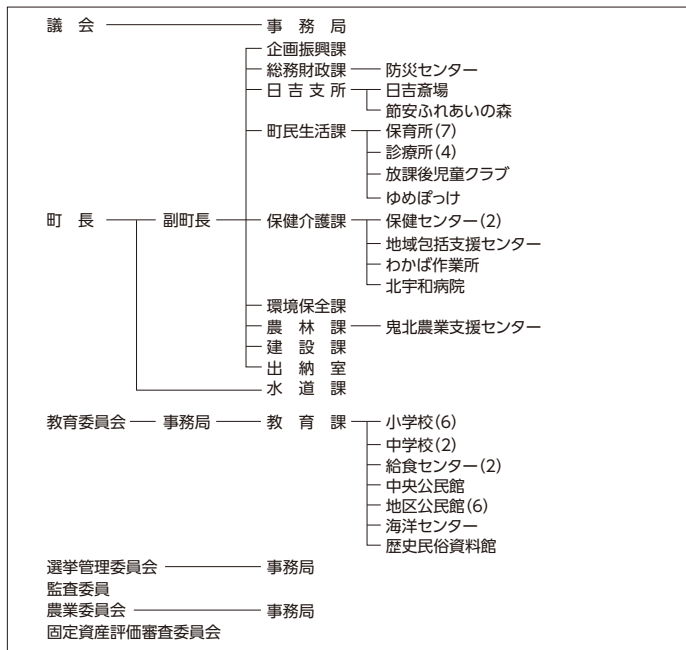 議会 事務局
企画振興課
総務財政課 防災センター
日吉支所 日吉斎場
節安ふれあいの森
町民生活課 保育所(7)
診療所(4)
放課後児童クラブ
ゆめぽっけ
町長 副町長 保健介護課 保健センター(2)
地域包括支援センター
わかば作業所
北宇和病院
環境保全課
農林課 鬼北農業支援センター
建設課
出納室
水道課
教育委員会 事務局 教育課 小学校(6)
中学校(2)
給食センター(2)
中央公民館
地区公民館(6)
海洋センター
歴史民俗資料館
選挙管理委員会 事務局
監査委員
農業委員会 事務局
固定資産評価審査委員会